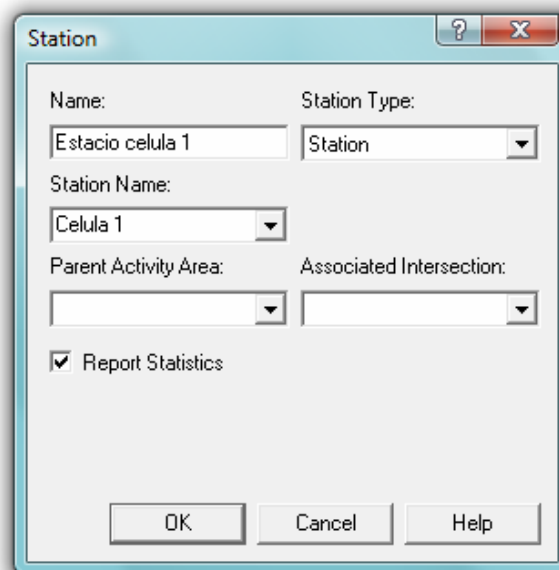 Station
Name: Station Type:
Estacio celula 1 Station
Station Name:
Celula 1
Parent Activity Area: Associated Intersection:
Report Statistics
OK Cancel Help